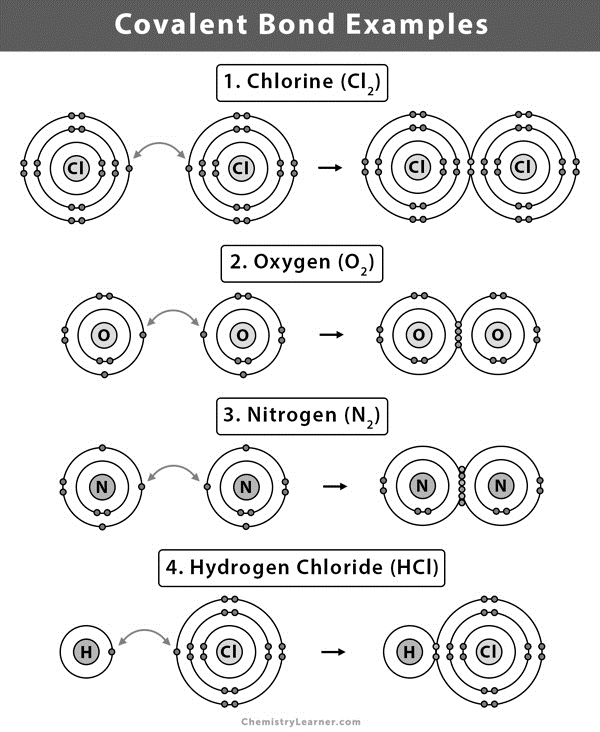 Covalent Bond Examples
1. Chlorine (Cl₂)
Cl Cl Cl Cl
2. Oxygen (O₂)
O O O O
3. Nitrogen (N₂)
N N N N
4. Hydrogen Chloride (HCl)
H Cl H Cl
ChemistryLearner.com